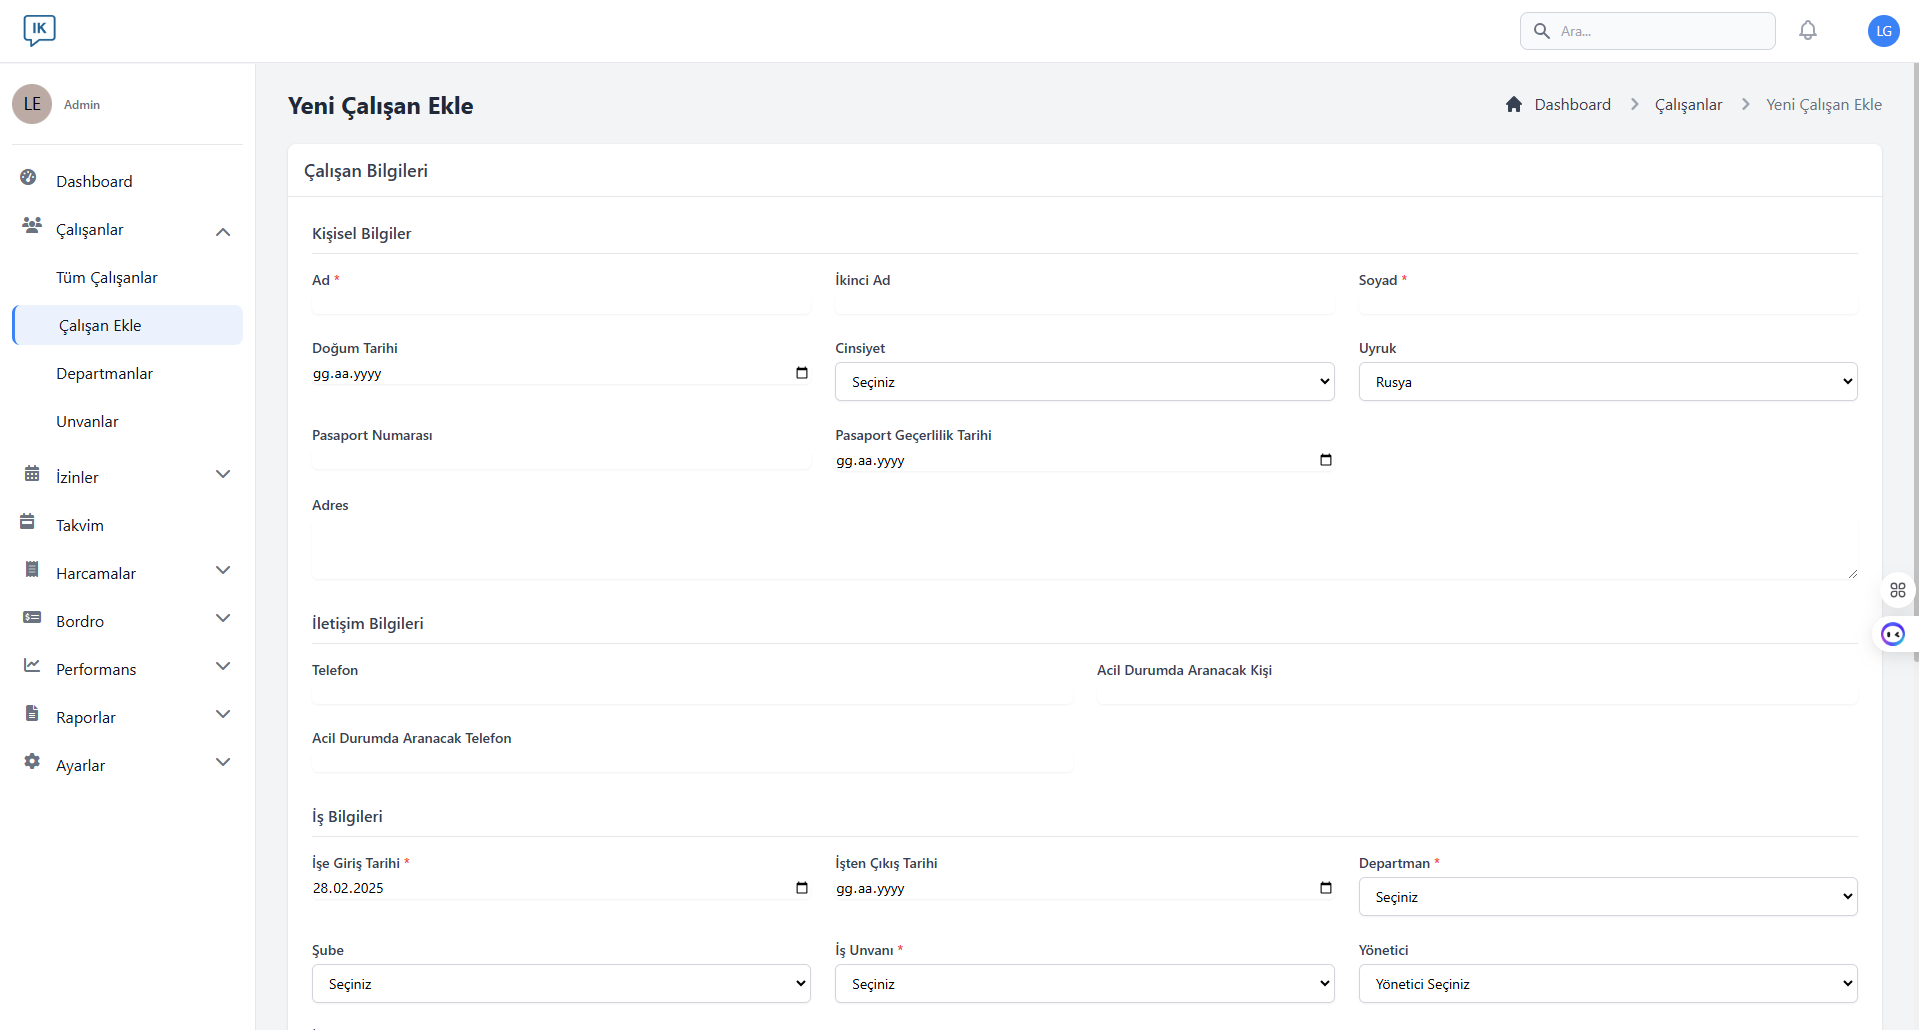 IK
Ara...
LG
LE
Admin
Dashboard
Çalışanlar
Tüm Çalışanlar
Çalışan Ekle
Departmanlar
Unvanlar
İzinler
Takvim
Harcamalar
Bordro
Performans
Raporlar
Ayarlar
Yeni Çalışan Ekle
Dashboard
Çalışanlar
Yeni Çalışan Ekle
Çalışan Bilgileri
Kişisel Bilgiler
Ad *
İkinci Ad
Soyad *
Doğum Tarihi
gg.aa.yyyy
Cinsiyet
Seçiniz
Uyruk
Rusya
Pasaport Numarası
Pasaport Geçerlilik Tarihi
gg.aa.yyyy
Adres
İletişim Bilgileri
Telefon
Acil Durumda Aranacak Kişi
Acil Durumda Aranacak Telefon
İş Bilgileri
İşe Giriş Tarihi *
28.02.2025
İşten Çıkış Tarihi
gg.aa.yyyy
Departman *
Seçiniz
Şube
Seçiniz
İş Unvanı *
Seçiniz
Yönetici
Yönetici Seçiniz